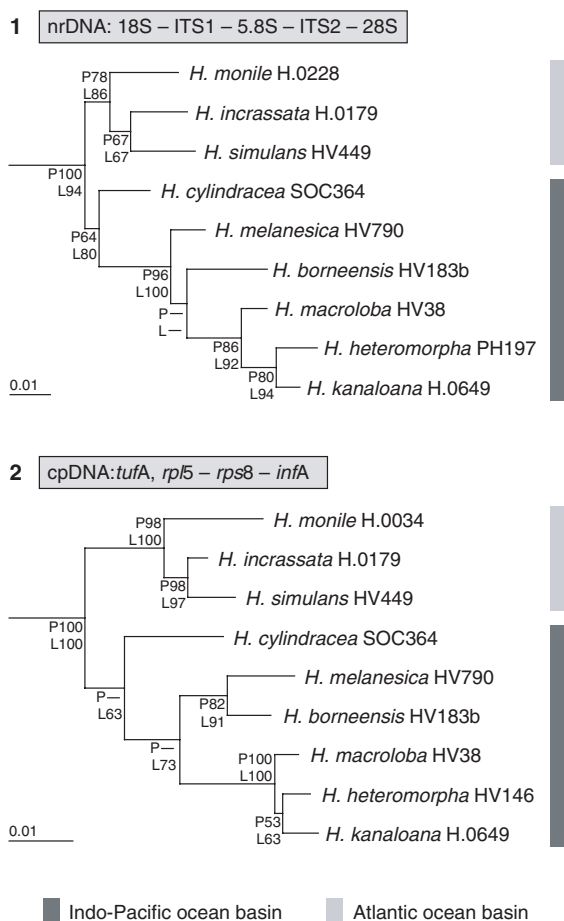 1 nrDNA: 18S – ITS1 – 5.8S – ITS2 – 28S
H. monile H.0228
P78
L86
H. incrassata H.0179
P67
L67
H. simulans HV449
P100
L94
H. cylindracea SOC364
P64
L80
H. melanesica HV790
P96
L100
H. borneensis HV183b
P—
L—
H. macroloba HV38
P86
L92
H. heteromorpha PH197
P80
L94
H. kanaloana H.0649
0.01
2 cpDNA:tufA, rpl5 – rps8 – infA
H. monile H.0034
P98
L100
H. incrassata H.0179
P98
L97
H. simulans HV449
P100
L100
H. cylindracea SOC364
P—
L63
H. melanesica HV790
P82
L91
H. borneensis HV183b
P—
L73
H. macroloba HV38
P100
L100
H. heteromorpha HV146
P53
L63
H. kanaloana H.0649
0.01
Indo-Pacific ocean basin Atlantic ocean basin